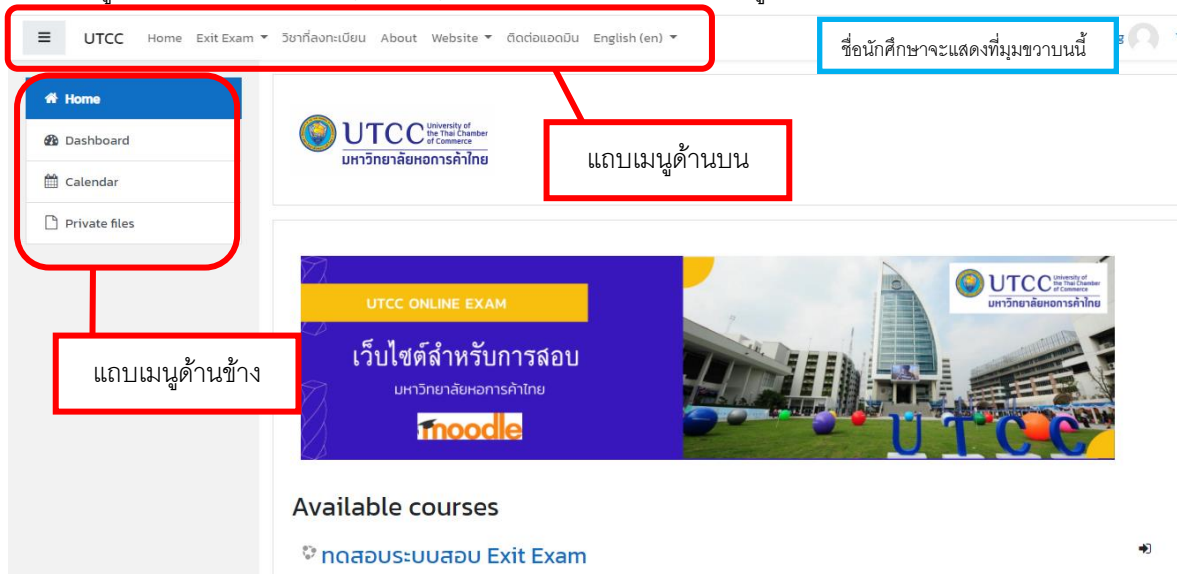 UTCC Home Exit Exam วิชาที่ลงทะเบียน About Website ติดต่อแอดมิน English (en)
ชื่อนักศึกษาจะแสดงที่มุมขวาบนนี้
Home
Dashboard
Calendar
Private files
UTCC University of the Thai Chamber of Commerce
มหาวิทยาลัยหอการค้าไทย
แถบเมนูด้านบน
แถบเมนูด้านข้าง
UTCC ONLINE EXAM
เว็บไซต์สำหรับการสอบ
มหาวิทยาลัยหอการค้าไทย
moodle
UTCC University of the Thai Chamber of Commerce
มหาวิทยาลัยหอการค้าไทย
UTCC
Available courses
ทดสอบระบบสอบ Exit Exam